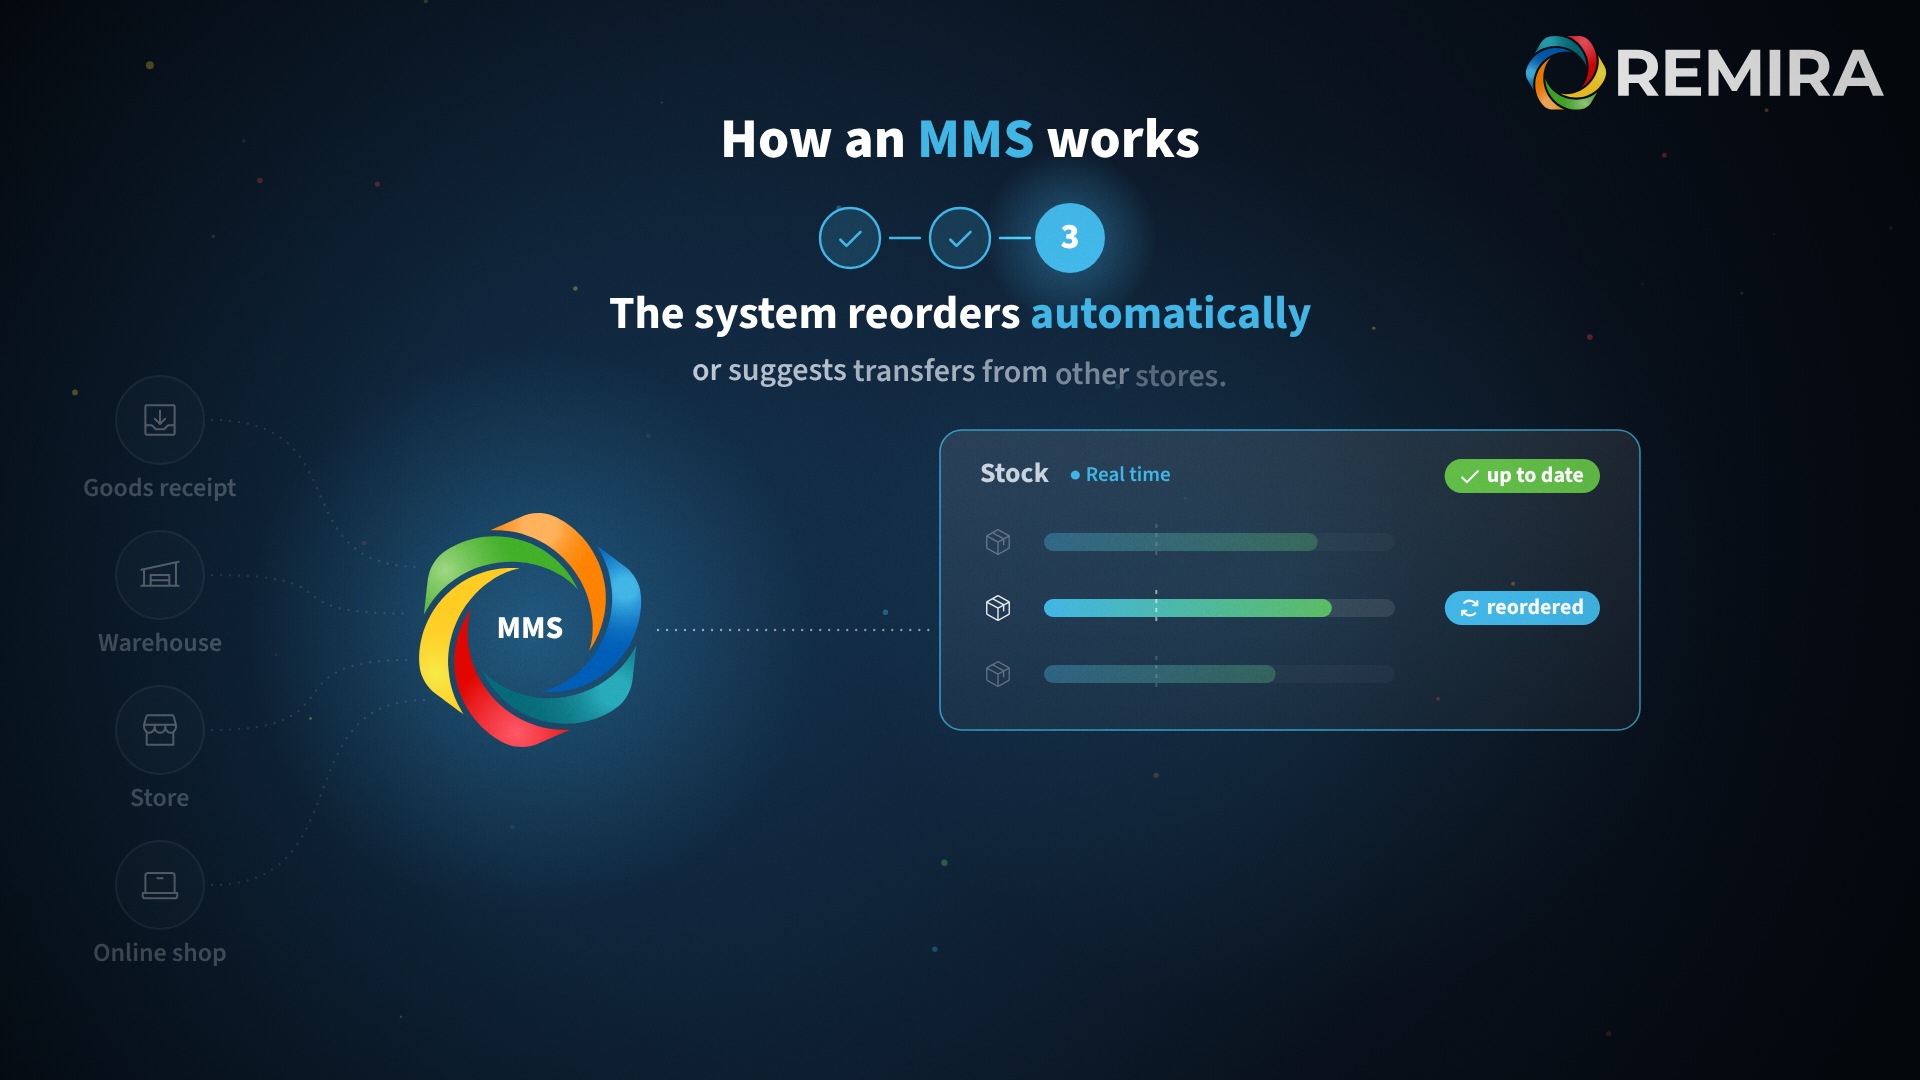 REMIRA
How an MMS works
3
The system reorders automatically
or suggests transfers from other stores.
Goods receipt
Warehouse
Store
Online shop
MMS
Stock
Real time
up to date
reordered